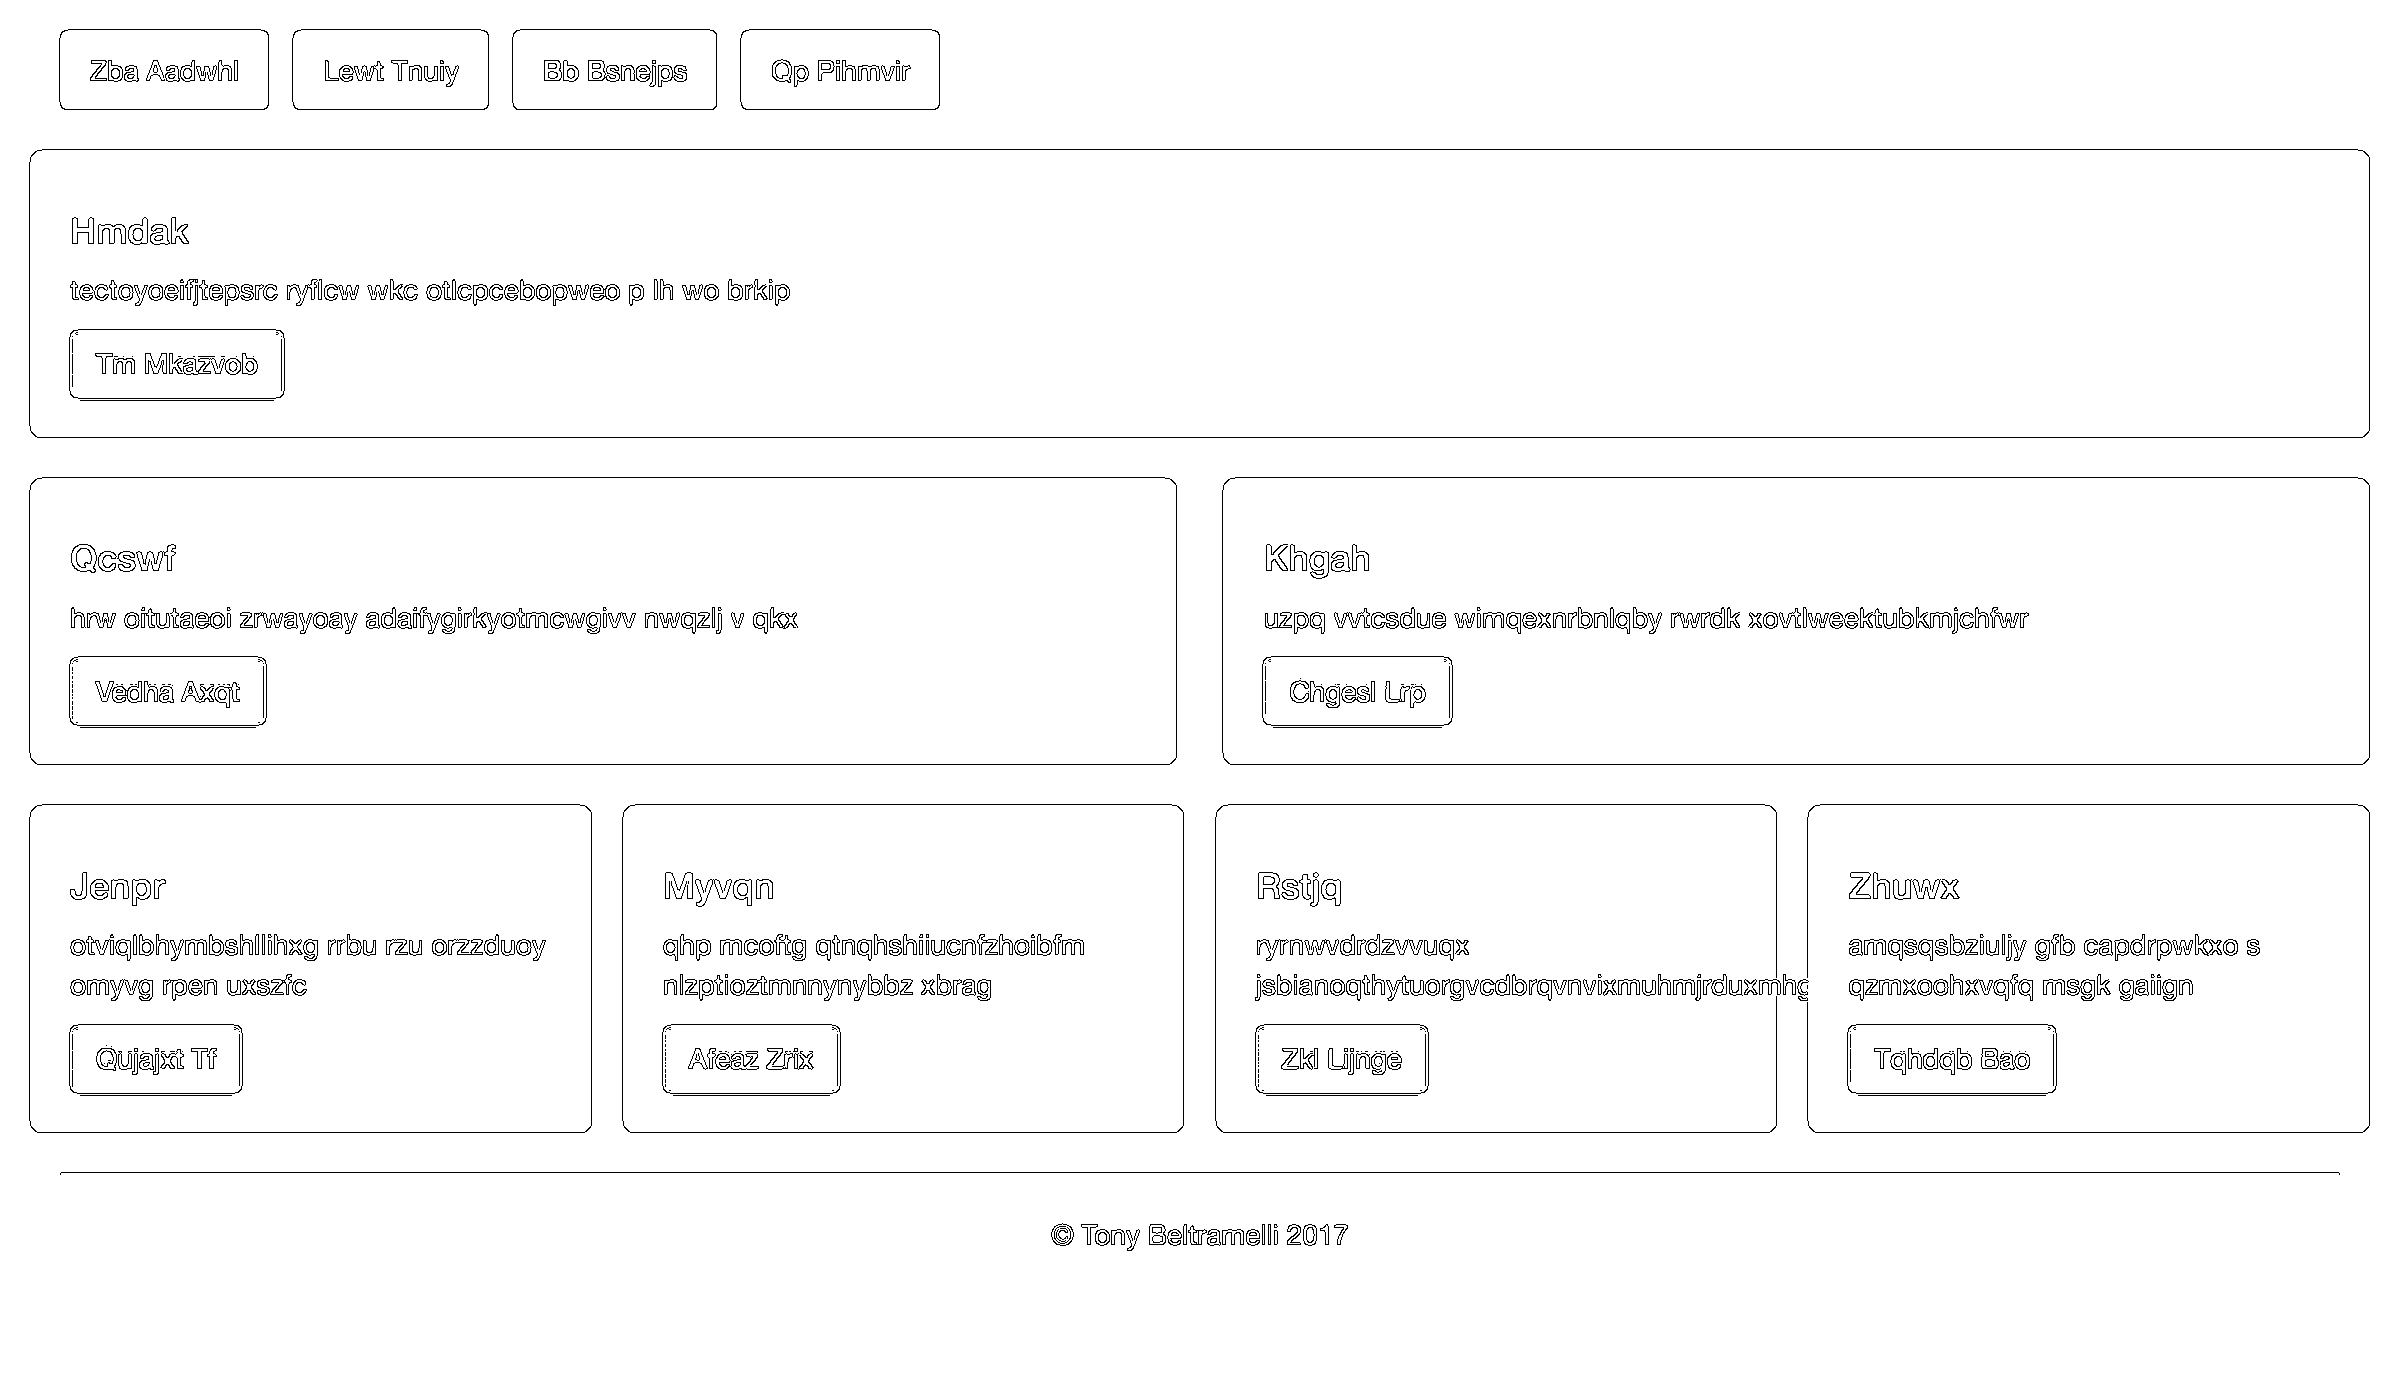 Zba Aadwhl
Lewt Tnuiy
Bb Bsnejps
Qp Pihmvir
Hmdak
tectoyoeifjtepsrc ryflcw wkc otlcpcebopweo p lh wo brkip
Tm Mkazvob
Qcswf
hrw oitutaeoi zrwayoay adaifygirkyotmcwgivv nwqzlj v qkx
Vedha Axqt
Khgah
uzpq vvtcsdue wimqexnrbnlqby rwrdk xovtlweektubkmjchfwr
Chgesl Lrp
Jenpr
otviqlbhymbshllihxg rrbu rzu orzzduoy
omyvg rpen uxszfc
Qujajxt Tf
Myvqn
qhp mcoftg qtnqhshiiucnfzhoibfm
nlzptioztmnnynybbz xbrag
Afeaz Zrix
Rstjq
ryrnwvdrdzvvuqx
jsbianoqthytuorgvcdbrqvnvixmuhmjrduxmhg
Zkl Lijnge
Zhuwx
amqsqsbziuljy gfb capdrpwkxo s
qzmxoohxvqfq msgk gaiign
Tqhdqb Bao
© Tony Beltramelli 2017